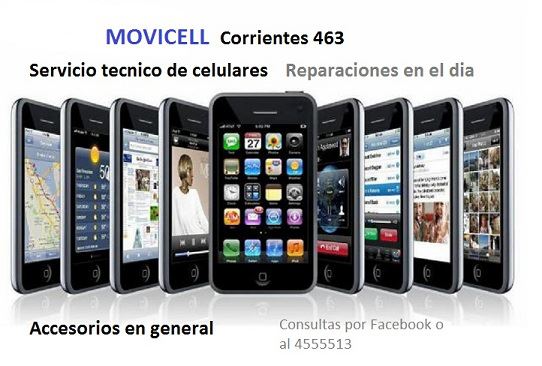 MOVICELL Corrientes 463
Servicio tecnico de celulares Reparaciones en el dia
Accesorios en general
Consultas por Facebook o
al 4555513